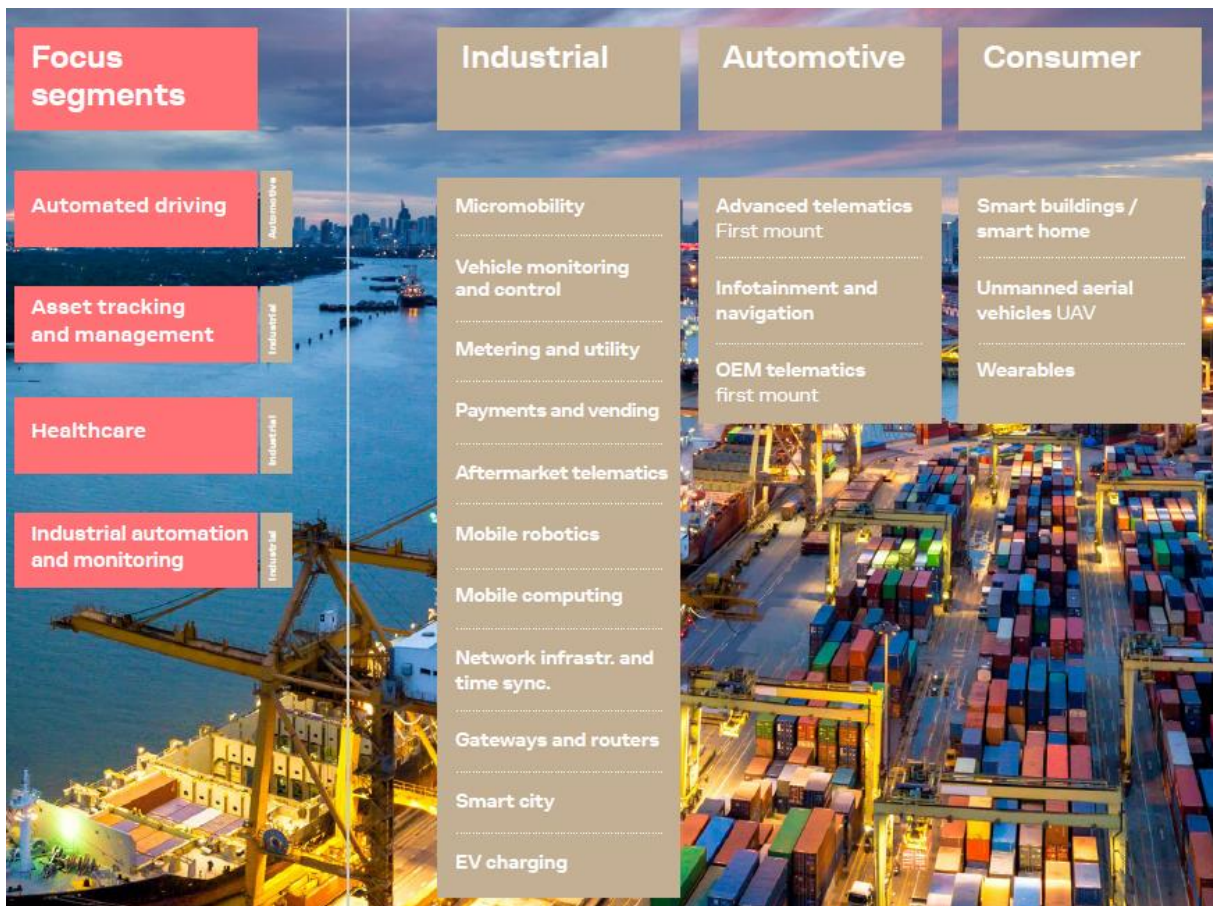 Focus
segments
Automated driving
Automotive
Asset tracking
and management
Industrial
Healthcare
Industrial
Industrial automation
and monitoring
Industrial
Industrial
Micromobility
Vehicle monitoring
and control
Metering and utility
Payments and vending
Aftermarket telematics
Mobile robotics
Mobile computing
Network infrastr. and
time sync.
Gateways and routers
Smart city
EV charging
Automotive
Advanced telematics
First mount
Infotainment and
navigation
OEM telematics
first mount
Consumer
Smart buildings /
smart home
Unmanned aerial
vehicles UAV
Wearables